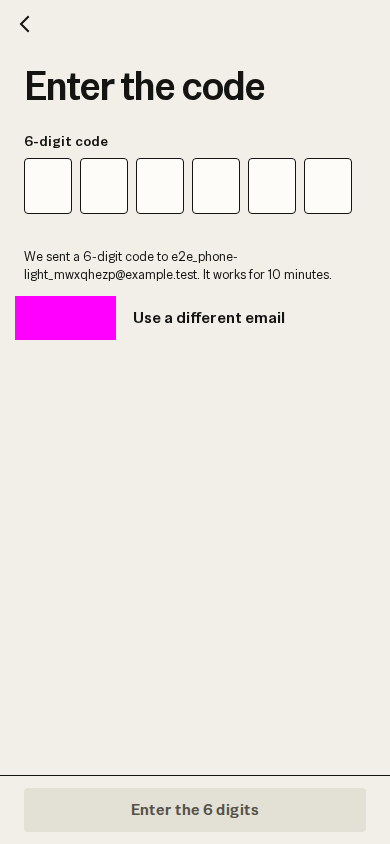 Enter the code
6-digit code
We sent a 6-digit code to e2e_phone-
light_mwxqhezp@example.test. It works for 10 minutes.
Use a different email
Enter the 6 digits